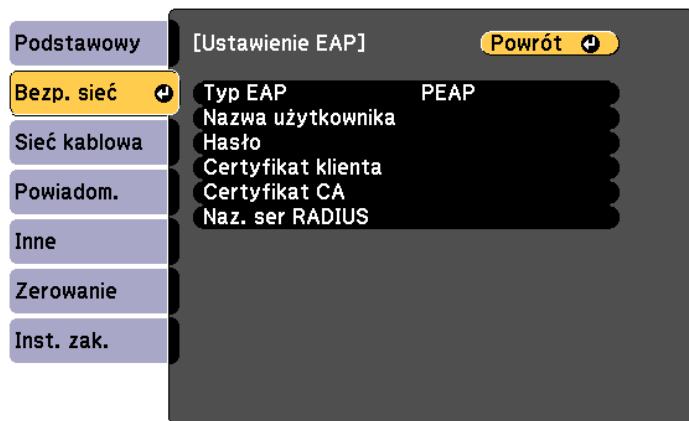 Podstawowy
Bezp. sieć
Sieć kablowa
Powiadom.
Inne
Zerowanie
Inst. zak.
[Ustawienie EAP]
Powrót
Typ EAP PEAP
Nazwa użytkownika
Hasło
Certyfikat klienta
Certyfikat CA
Naz. ser RADIUS